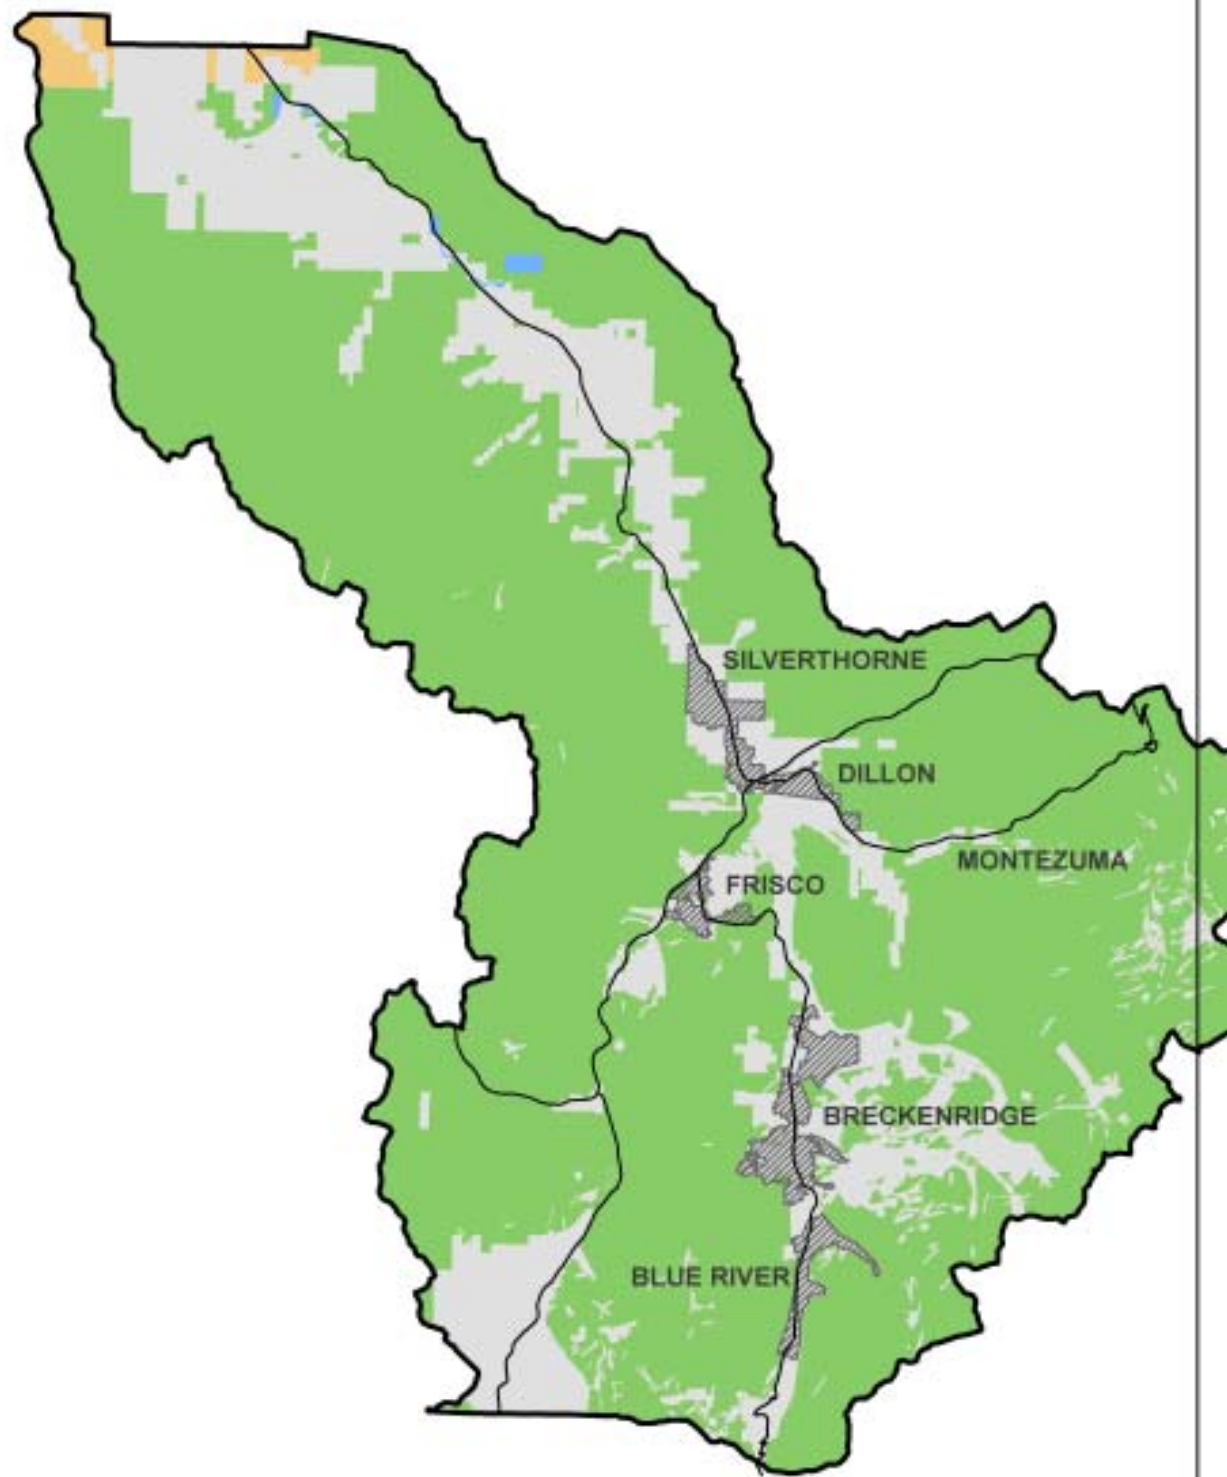 SILVERTHORNE
DILLON
MONTEZUMA
FRISCO
BRECKENRIDGE
BLUE RIVER